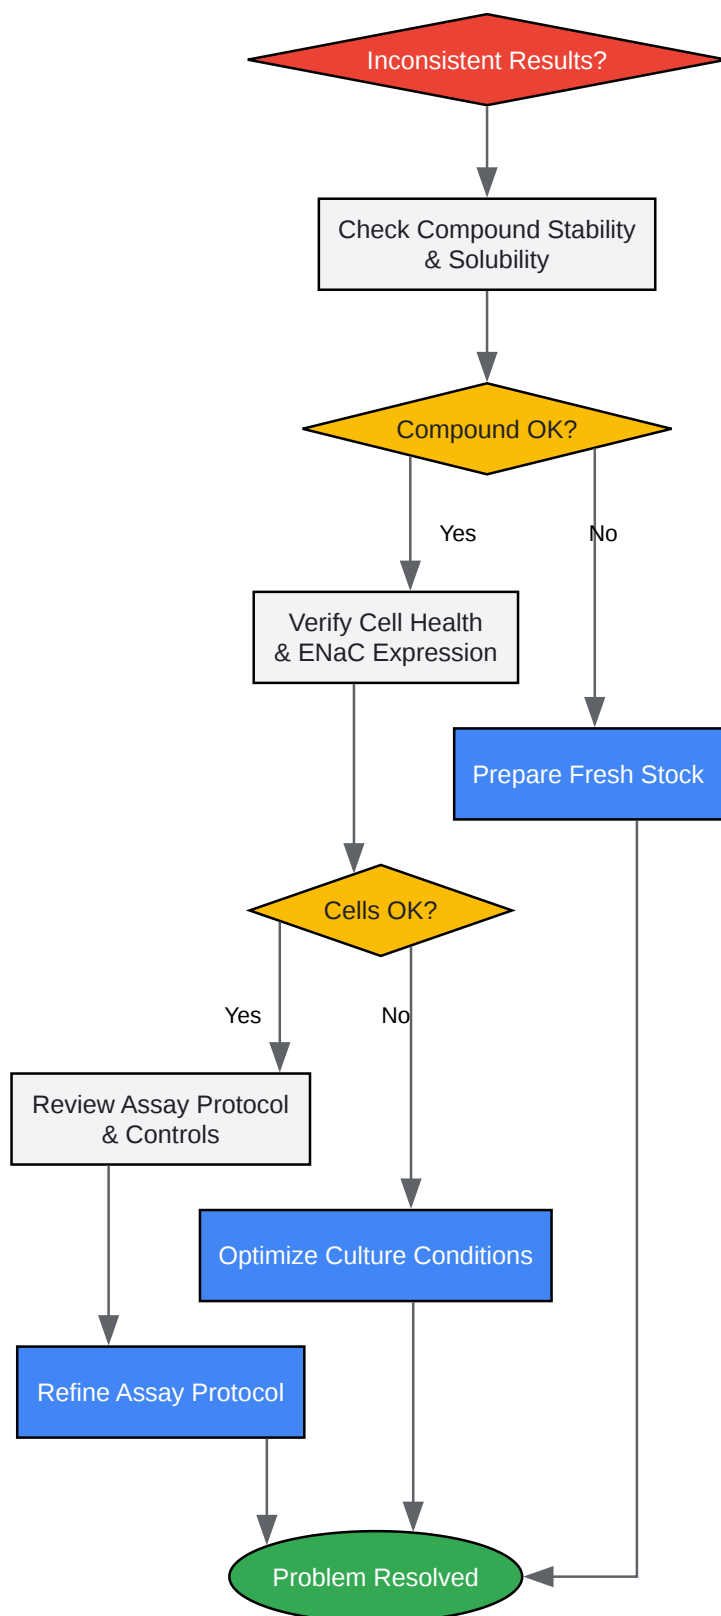 Inconsistent Results?
Check Compound Stability
& Solubility
Compound OK?
Yes
No
Verify Cell Health
& ENaC Expression
Prepare Fresh Stock
Cells OK?
Yes
No
Review Assay Protocol
& Controls
Optimize Culture Conditions
Refine Assay Protocol
Problem Resolved